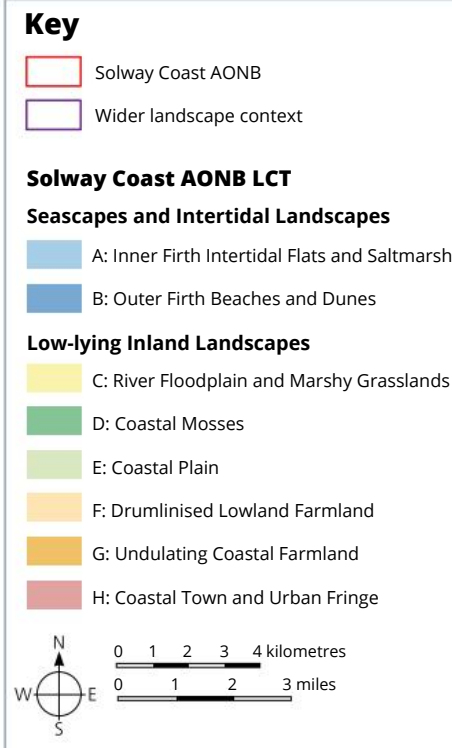 Key
Solway Coast AONB
Wider landscape context
Solway Coast AONB LCT
Seascapes and Intertidal Landscapes
A: Inner Firth Intertidal Flats and Saltmarsh
B: Outer Firth Beaches and Dunes
Low-lying Inland Landscapes
C: River Floodplain and Marshy Grasslands
D: Coastal Mosses
E: Coastal Plain
F: Drumlinised Lowland Farmland
G: Undulating Coastal Farmland
H: Coastal Town and Urban Fringe
N
W E
S
0 1 2 3 4 kilometres
0 1 2 3 miles